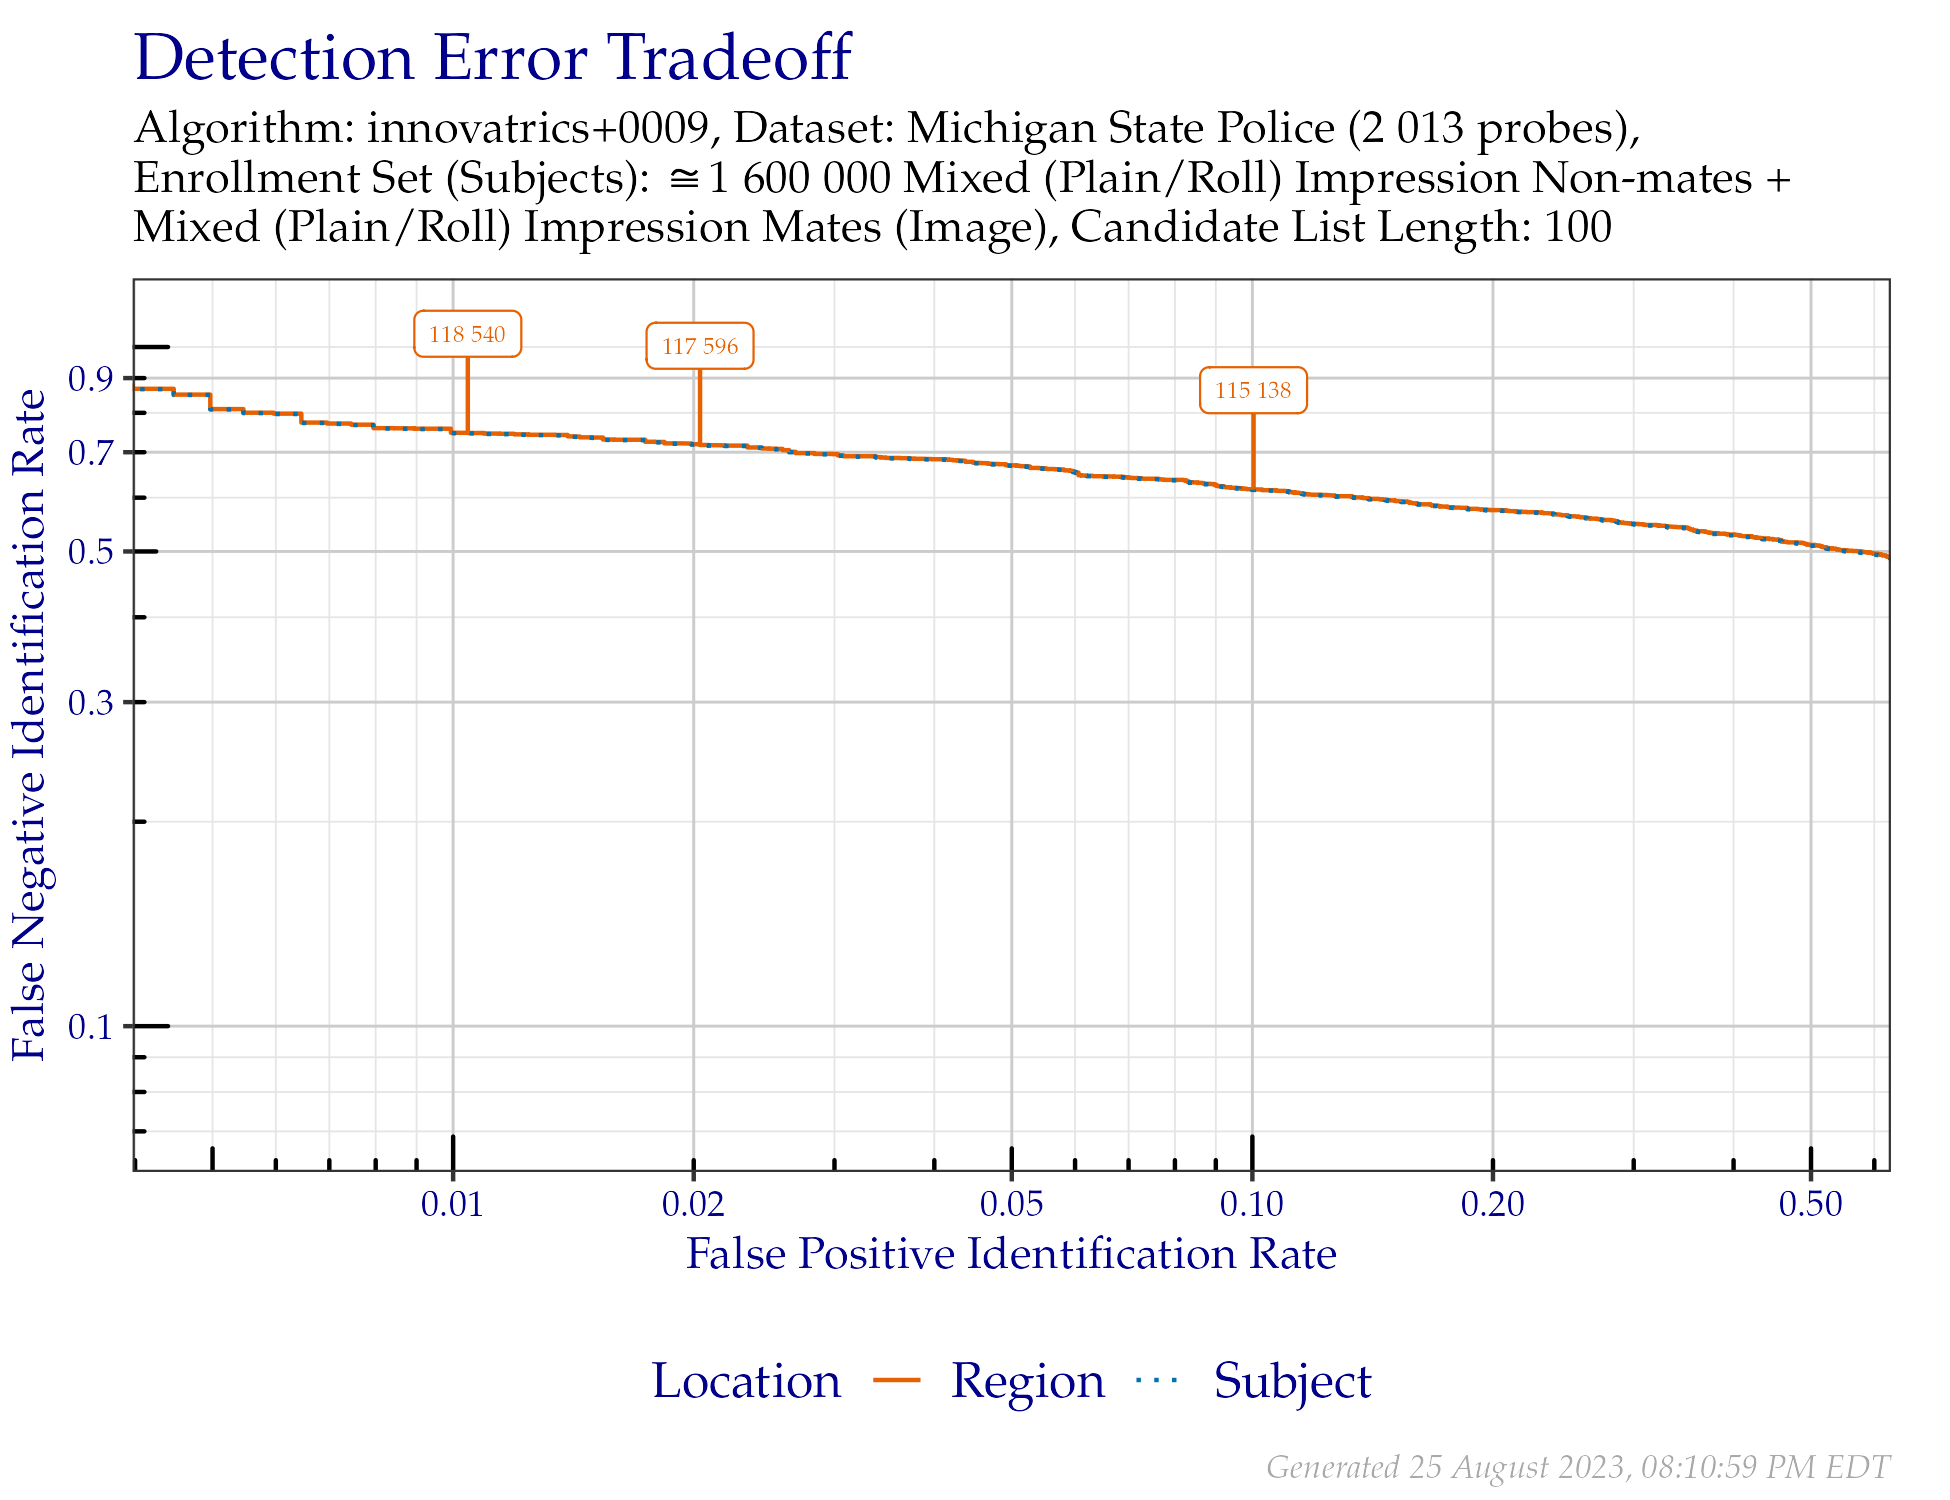 Detection Error Tradeoff
Algorithm: innovatrics+0009, Dataset: Michigan State Police (2 013 probes),
Enrollment Set (Subjects): ≅ 1 600 000 Mixed (Plain/Roll) Impression Non-mates +
Mixed (Plain/Roll) Impression Mates (Image), Candidate List Length: 100
118 540
117 596
115 138
0.9
0.7
0.5
0.3
0.1
False Negative Identification Rate
0.01 0.02 0.05 0.10 0.20 0.50
False Positive Identification Rate
Location Region Subject
Generated 25 August 2023, 08:10:59 PM EDT